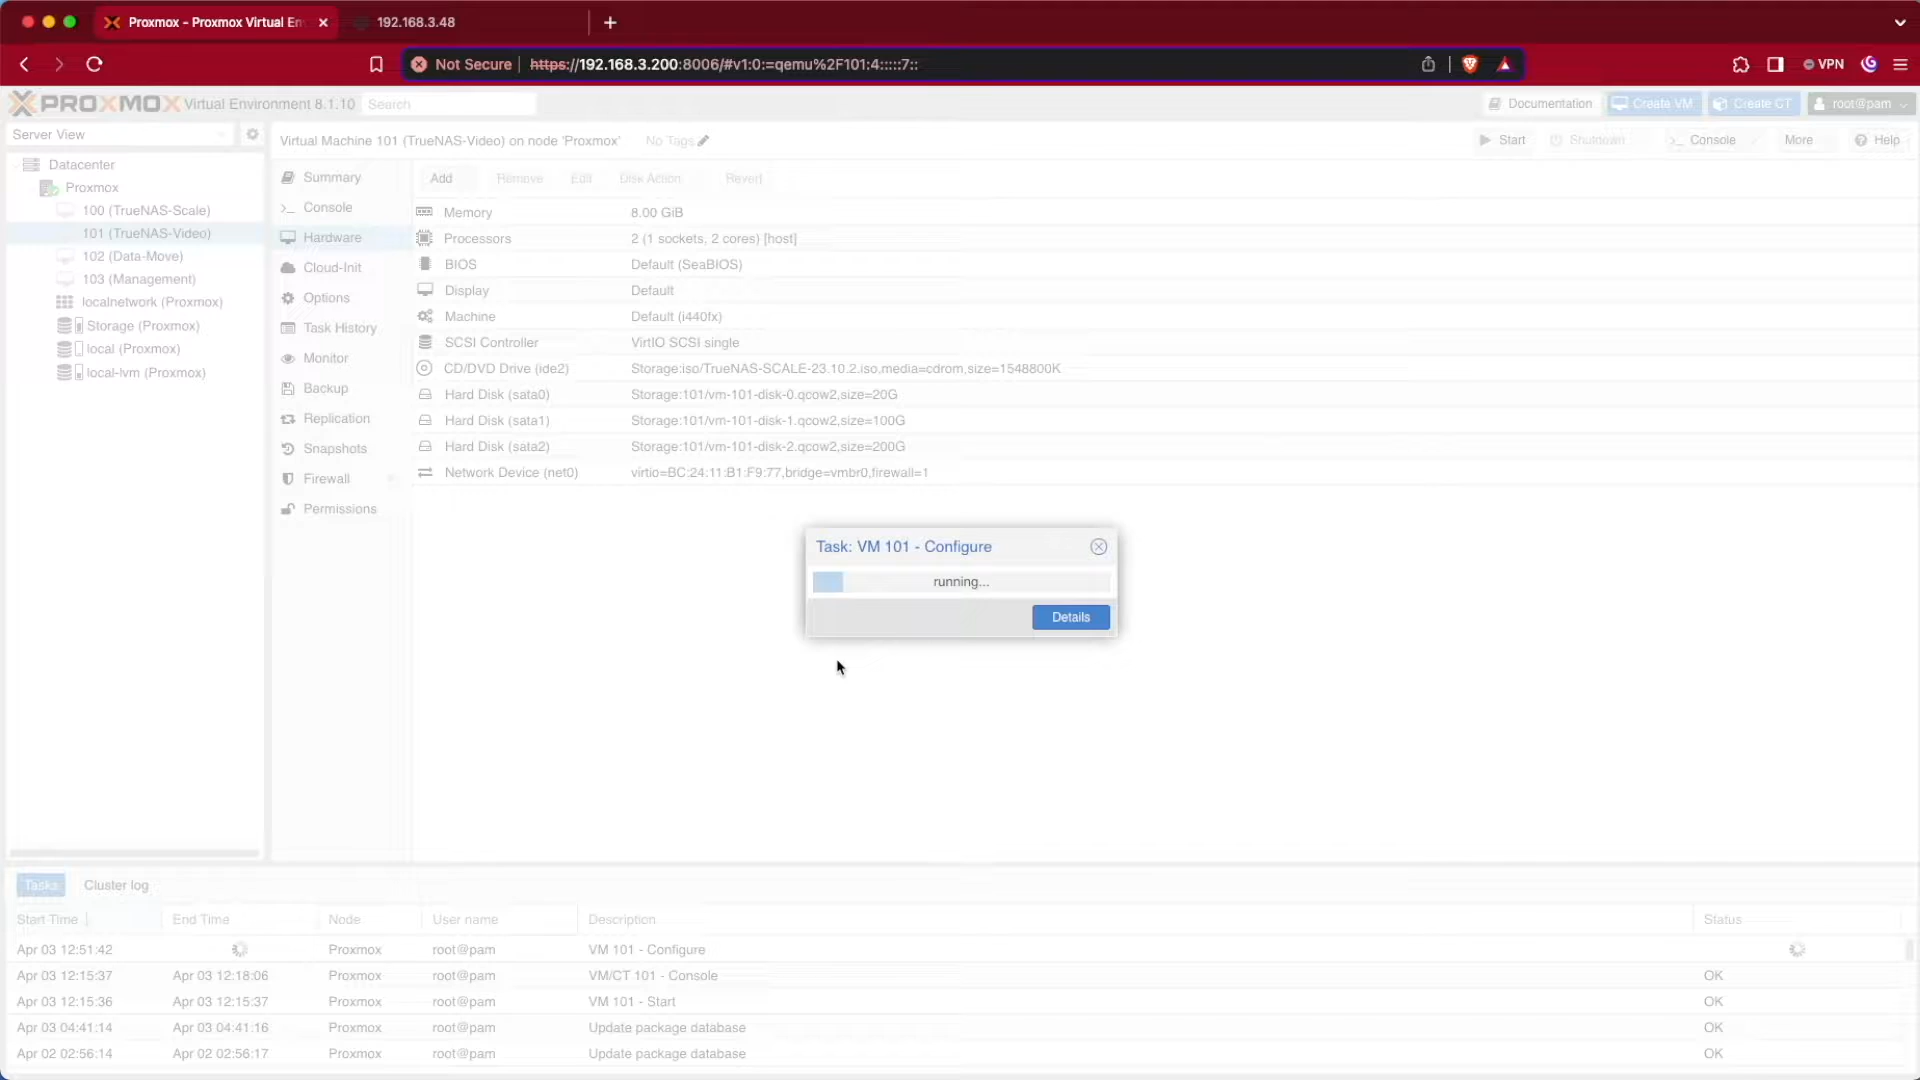 Proxmox - Proxmox Virtual En
192.168.3.48
Not Secure https://192.168.3.200:8006/#v1:0:=qemu%2F101:4:::::7::
VPN
PROXMOX Virtual Environment 8.1.10 Search Documentation Create VM Create CT root@pam
Server View
Virtual Machine 101 (TrueNAS-Video) on node 'Proxmox' No Tags Start Shutdown Console More Help
Datacenter
Proxmox
100 (TrueNAS-Scale)
101 (TrueNAS-Video)
102 (Data-Move)
103 (Management)
localnetwork (Proxmox)
Storage (Proxmox)
local (Proxmox)
local-lvm (Proxmox)
Summary
Console
Hardware
Cloud-Init
Options
Task History
Monitor
Backup
Replication
Snapshots
Firewall
Permissions
Add Remove Edit Disk Action Revert
Memory 8.00 GiB
Processors 2 (1 sockets, 2 cores) [host]
BIOS Default (SeaBIOS)
Display Default
Machine Default (i440fx)
SCSI Controller VirtIO SCSI single
CD/DVD Drive (ide2) Storage:iso/TrueNAS-SCALE-23.10.2.iso,media=cdrom,size=1548800K
Hard Disk (sata0) Storage:101/vm-101-disk-0.qcow2,size=20G
Hard Disk (sata1) Storage:101/vm-101-disk-1.qcow2,size=100G
Hard Disk (sata2) Storage:101/vm-101-disk-2.qcow2,size=200G
Network Device (net0) virtio=BC:24:11:B1:F9:77,bridge=vmbr0,firewall=1
Task: VM 101 - Configure
running...
Details
Tasks Cluster log
Start Time End Time Node User name Description Status
Apr 03 12:51:42 Proxmox root@pam VM 101 - Configure
Apr 03 12:15:37 Apr 03 12:18:06 Proxmox root@pam VM/CT 101 - Console OK
Apr 03 12:15:36 Apr 03 12:15:37 Proxmox root@pam VM 101 - Start OK
Apr 03 04:41:14 Apr 03 04:41:16 Proxmox root@pam Update package database OK
Apr 02 02:56:14 Apr 02 02:56:17 Proxmox root@pam Update package database OK